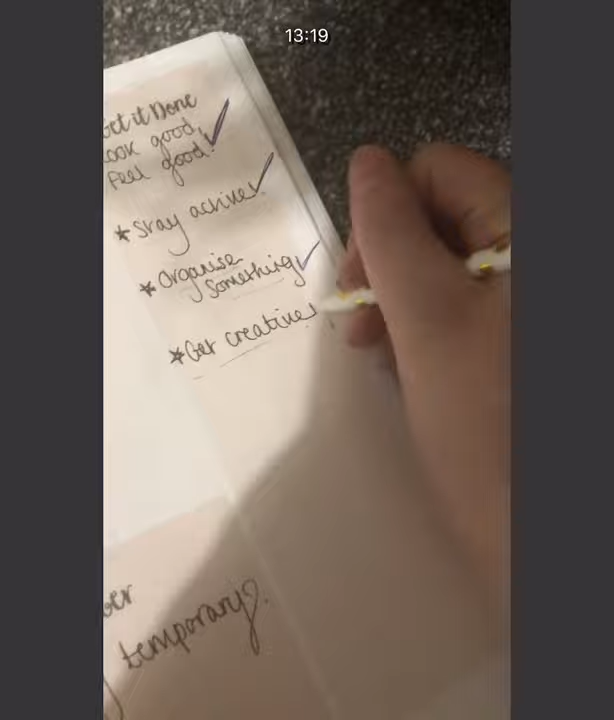 13:19
Get it Done
Look good,
Feel good!
* Stay active!
* Organise
something
* Get creative!
temporary